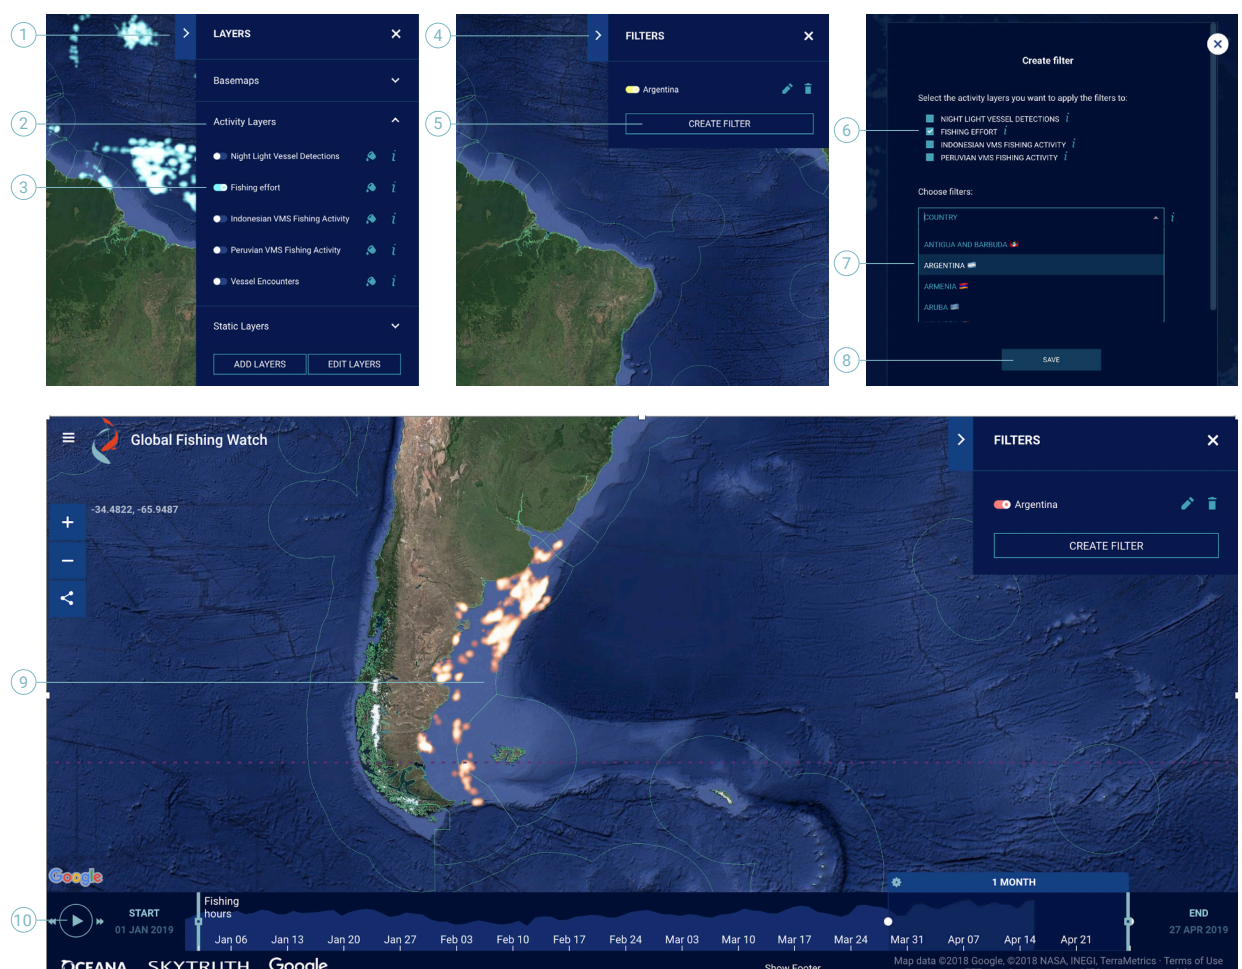 1
LAYERS
Basemaps
2
Activity Layers
Night Light Vessel Detections i
3
Fishing effort i
Indonesian VMS Fishing Activity i
Peruvian VMS Fishing Activity i
Vessel Encounters i
Static Layers
ADD LAYERS
EDIT LAYERS
4
FILTERS
Argentina
5
CREATE FILTER
Create filter
Select the activity layers you want to apply the filters to:
NIGHT LIGHT VESSEL DETECTIONS i
6
FISHING EFFORT i
INDONESIAN VMS FISHING ACTIVITY i
PERUVIAN VMS FISHING ACTIVITY i
Choose filters:
COUNTRY i
ANTIGUA AND BARBUDA
7
ARGENTINA
ARMENIA
ARUBA
8
SAVE
Global Fishing Watch
-34.4822, -65.9487
FILTERS
Argentina
CREATE FILTER
9
Google
1 MONTH
10
START
01 JAN 2019
Fishing
hours
Jan 06 Jan 13 Jan 20 Jan 27 Feb 03 Feb 10 Feb 17 Feb 24 Mar 03 Mar 10 Mar 17 Mar 24 Mar 31 Apr 07 Apr 14 Apr 21
END
27 APR 2019
OCEANA SKYTRUTH Google
Show Footer
Map data ©2018 Google, ©2018 NASA, INEGI, TerraMetrics · Terms of Use